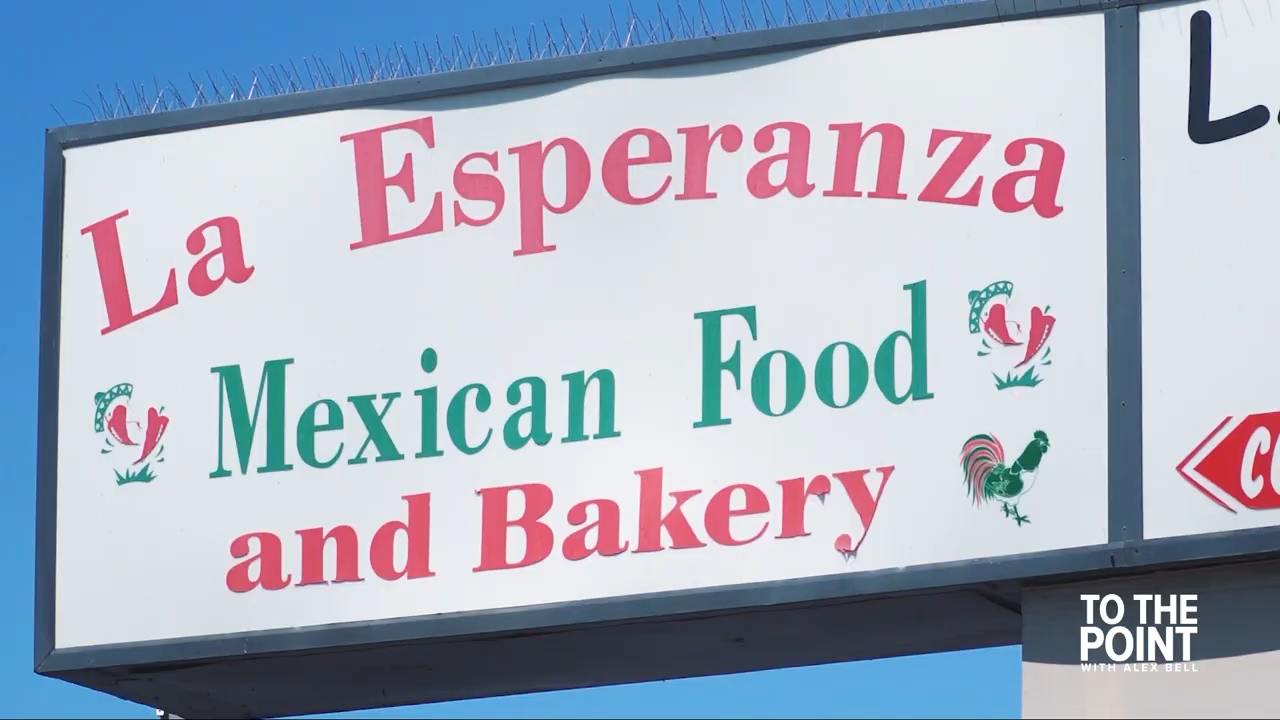 La Esperanza
Mexican Food
and Bakery
TO THE
POINT
WITH ALEX BELL